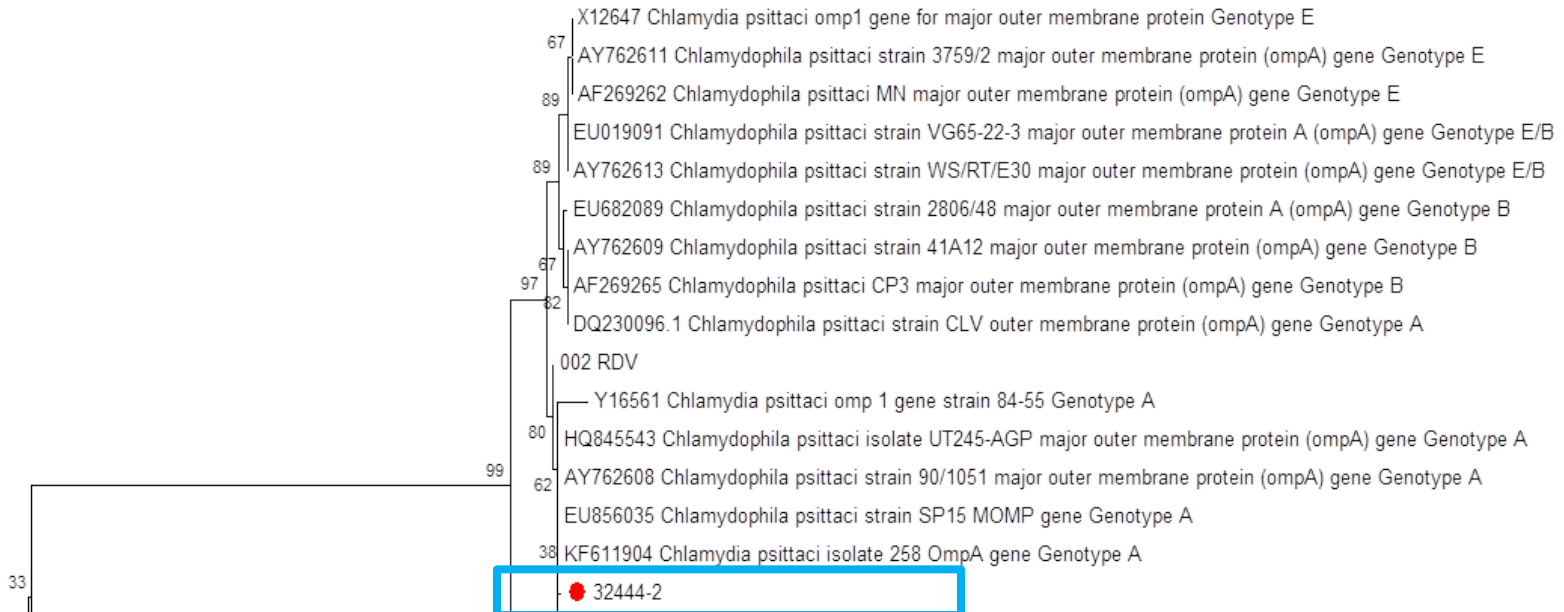 X12647 Chlamydia psittaci omp1 gene for major outer membrane protein Genotype E
67
AY762611 Chlamydophila psittaci strain 3759/2 major outer membrane protein (ompA) gene Genotype E
AF269262 Chlamydophila psittaci MN major outer membrane protein (ompA) gene Genotype E
89
EU019091 Chlamydophila psittaci strain VG65-22-3 major outer membrane protein A (ompA) gene Genotype E/B
89
AY762613 Chlamydophila psittaci strain WS/RT/E30 major outer membrane protein (ompA) gene Genotype E/B
EU682089 Chlamydophila psittaci strain 2806/48 major outer membrane protein A (ompA) gene Genotype B
AY762609 Chlamydophila psittaci strain 41A12 major outer membrane protein (ompA) gene Genotype B
67
97
AF269265 Chlamydophila psittaci CP3 major outer membrane protein (ompA) gene Genotype B
82
DQ230096.1 Chlamydophila psittaci strain CLV outer membrane protein (ompA) gene Genotype A
002 RDV
Y16561 Chlamydia psittaci omp 1 gene strain 84-55 Genotype A
80
HQ845543 Chlamydophila psittaci isolate UT245-AGP major outer membrane protein (ompA) gene Genotype A
99
AY762608 Chlamydophila psittaci strain 90/1051 major outer membrane protein (ompA) gene Genotype A
62
EU856035 Chlamydophila psittaci strain SP15 MOMP gene Genotype A
38
KF611904 Chlamydia psittaci isolate 258 OmpA gene Genotype A
33
32444-2